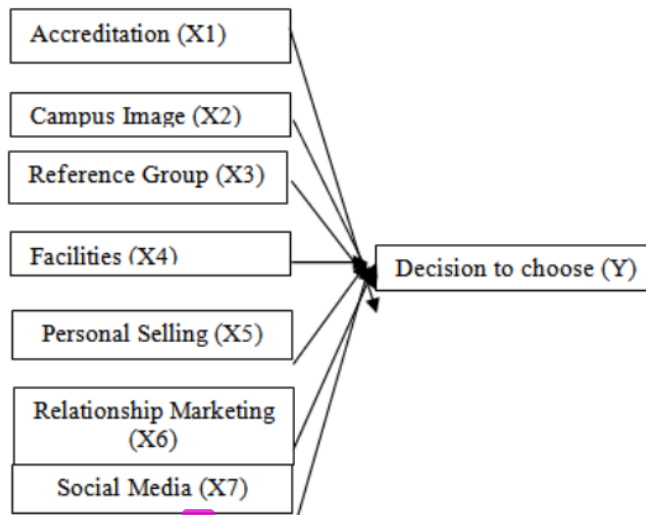 Accreditation (X1)
Campus Image (X2)
Reference Group (X3)
Facilities (X4)
Decision to choose (Y)
Personal Selling (X5)
Relationship Marketing
(X6)
Social Media (X7)